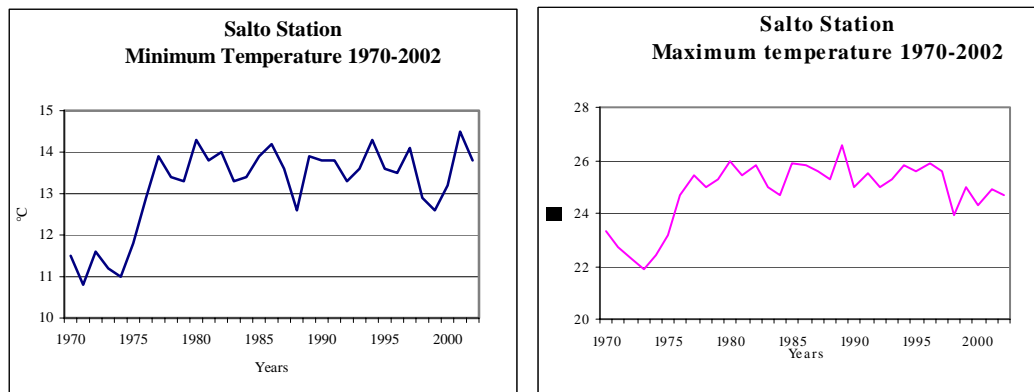 Salto Station
Minimum Temperature 1970-2002
15
14
13
12
11
10
°C
1970 1975 1980 1985 1990 1995 2000
Years
Salto Station
Maximum temperature 1970-2002
28
26
24
22
20
1970 1975 1980 1985 1990 1995 2000
Years